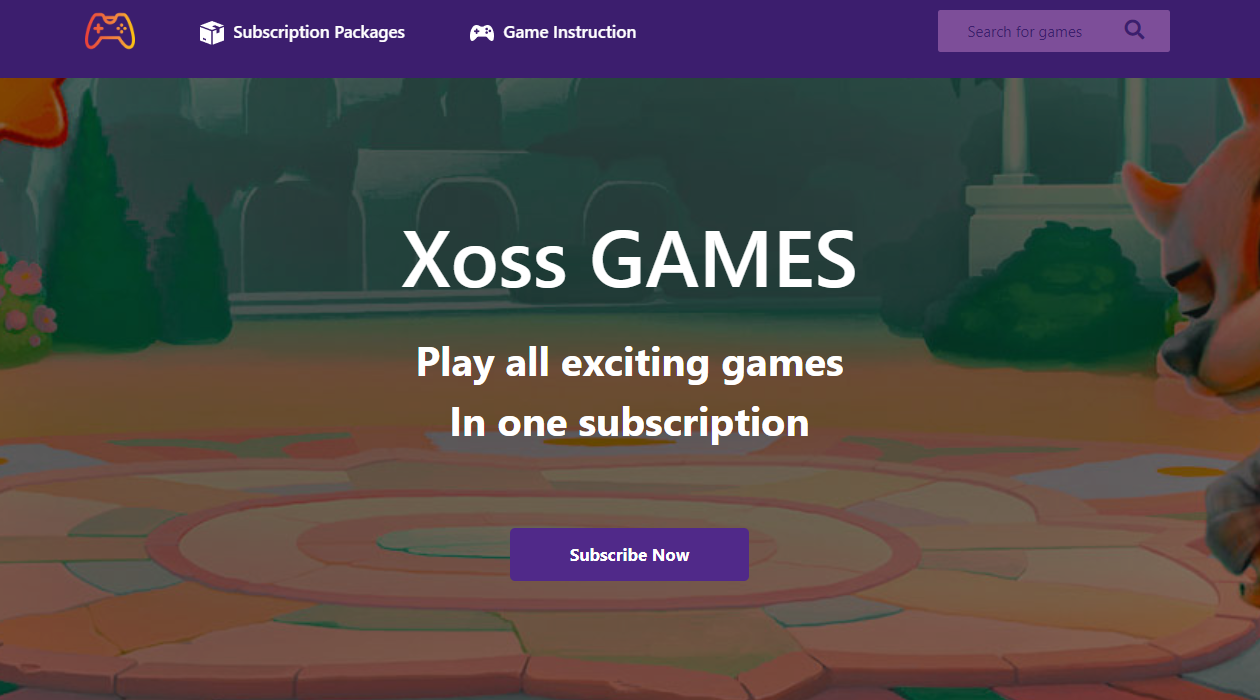 Subscription Packages
Game Instruction
Search for games
Xoss GAMES
Play all exciting games
In one subscription
Subscribe Now